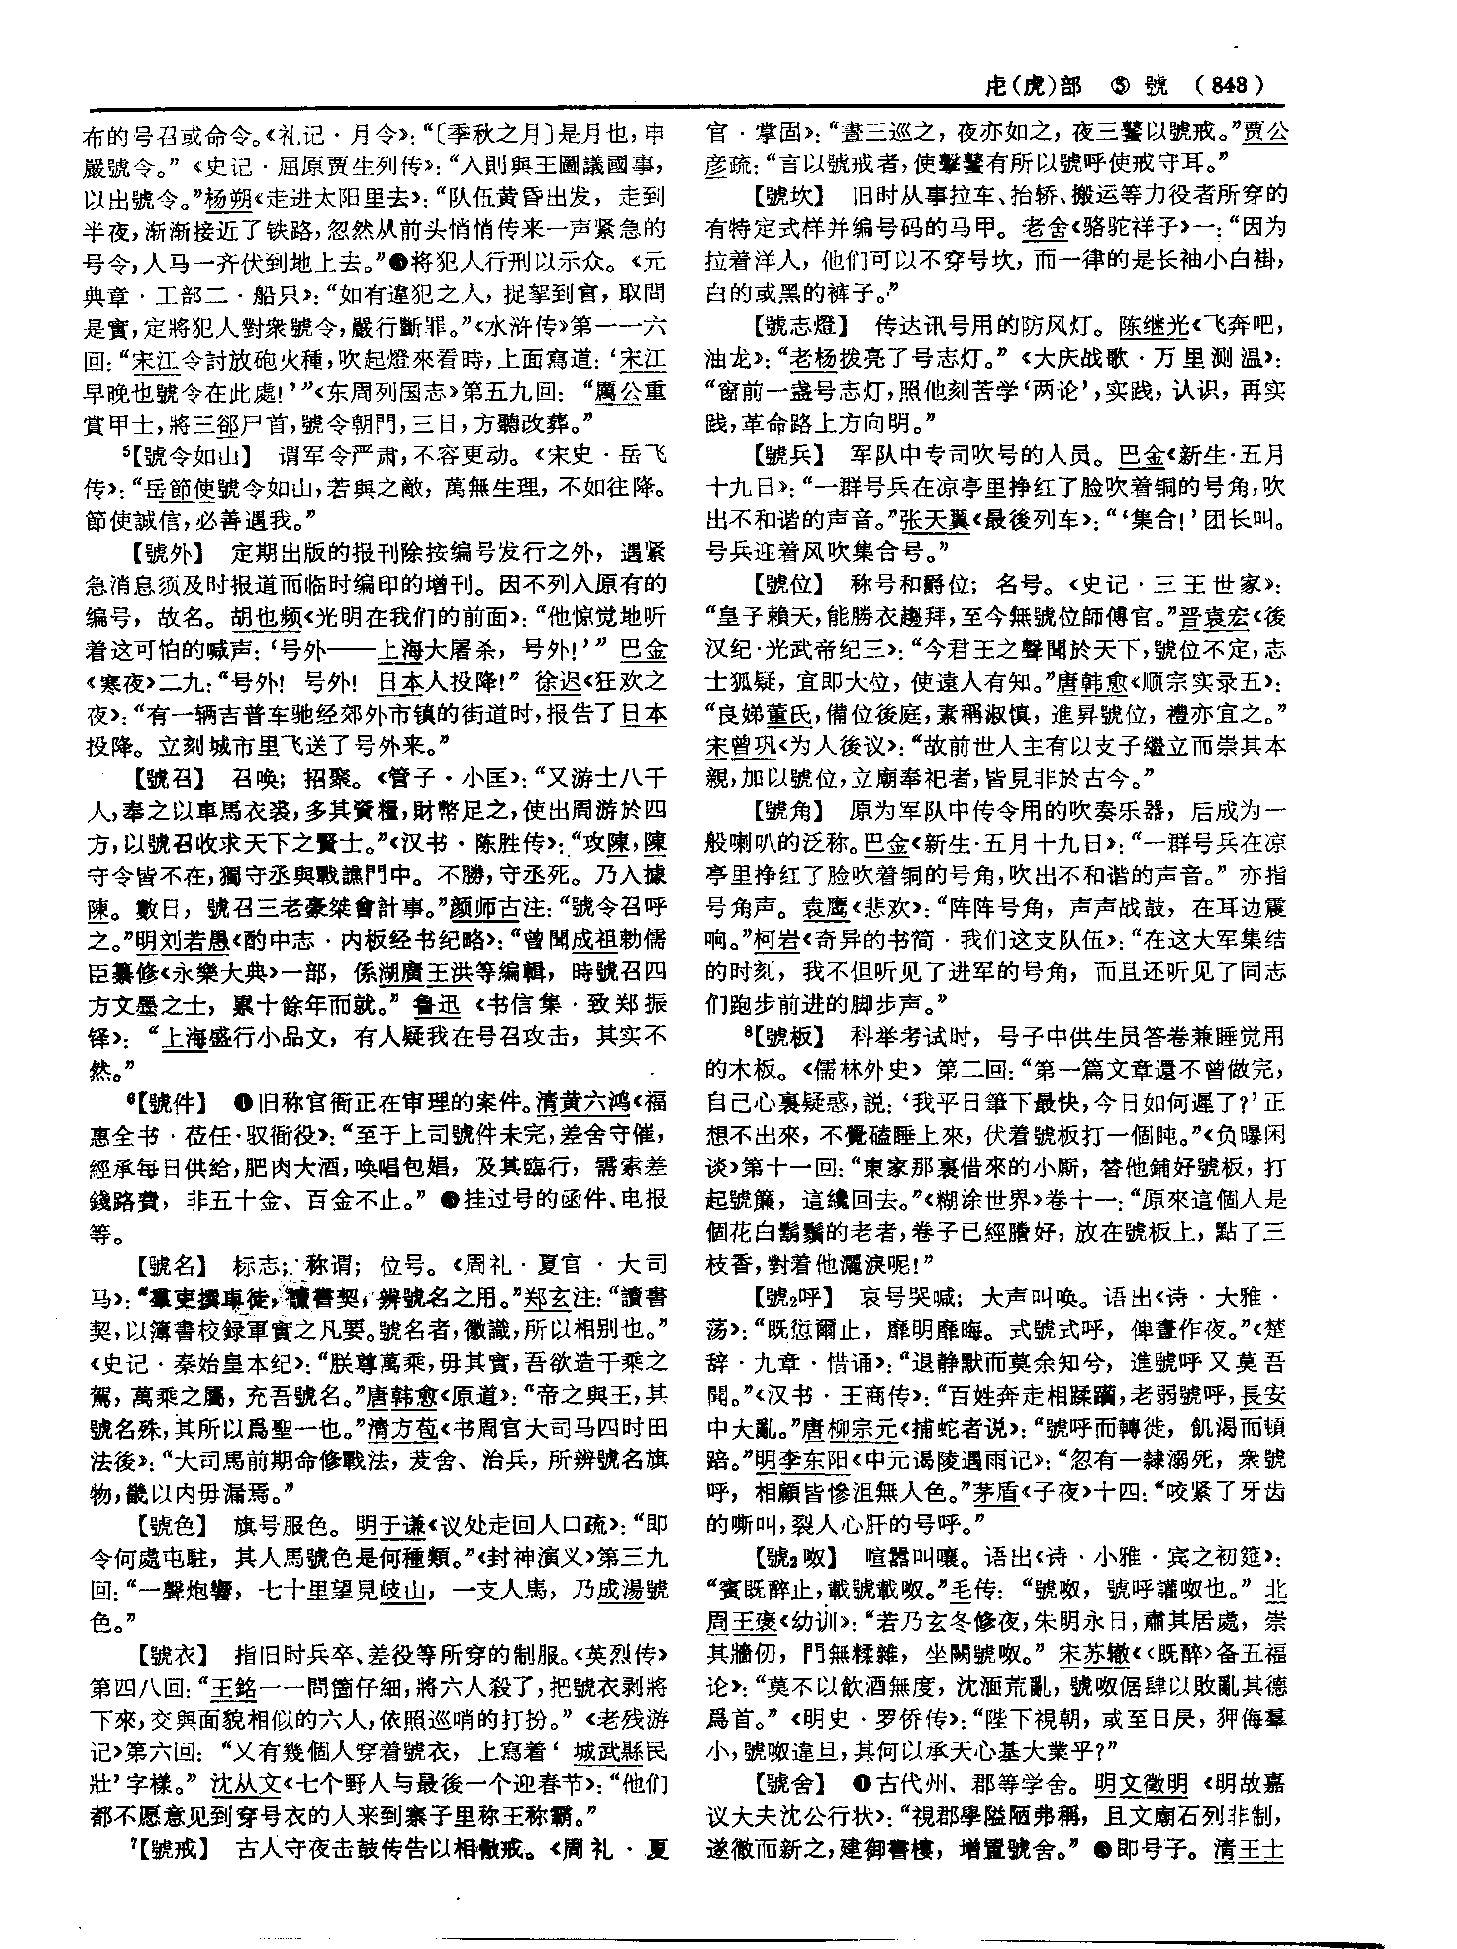 虍(虎)部 ⑤ 號 (843)
布的号召或命令。《礼记·月令》：“〔季秋之月〕是月也，申
嚴號令。”《史记·屈原贾生列传》：“入則與王圖議國事，
以出號令。”杨朔《走进太阳里去》：“队伍黄昏出发，走到
半夜，渐渐接近了铁路，忽然从前头悄悄传来一声紧急的
号令，人马一齐伏到地上去。”❸将犯人行刑以示众。《元
典章·工部二·船只》：“如有違犯之人，捉拏到官，取問
是實，定將犯人對衆號令，嚴行斷罪。”《水浒传》第一一六
回：“宋江令討放砲火種，吹起燈來看時，上面寫道：‘宋江
早晚也號令在此處！’”《东周列国志》第五九回：“厲公重
賞甲士，將三郤尸首，號令朝門，三日，方聽改葬。”
5【號令如山】 谓军令严肃，不容更动。《宋史·岳飞
传》：“岳節使號令如山，若與之敵，萬無生理，不如往降。
節使誠信，必善遇我。”
【號外】 定期出版的报刊除按编号发行之外，遇紧
急消息须及时报道而临时编印的增刊。因不列入原有的
编号，故名。胡也频《光明在我们的前面》：“他惊觉地听
着这可怕的喊声：‘号外——上海大屠杀，号外！’”巴金
《寒夜》二九：“号外！号外！日本人投降！”徐迟《狂欢之
夜》：“有一辆吉普车驰经郊外市镇的街道时，报告了日本
投降。立刻城市里飞送了号外来。”
【號召】 召唤；招聚。《管子·小匡》：“又游士八千
人，奉之以車馬衣裘，多其資糧，財幣足之，使出周游於四
方，以號召收求天下之賢士。”《汉书·陈胜传》：“攻陳，陳
守令皆不在，獨守丞與戰譙門中。不勝，守丞死。乃入據
陳。數日，號召三老豪桀會計事。”颜师古注：“號令召呼
之。”明刘若愚《酌中志·内板经书纪略》：“曾聞成祖勅儒
臣纂修《永樂大典》一部，係湖廣王洪等編輯，時號召四
方文墨之士，累十餘年而就。”鲁迅《书信集·致郑振
铎》：“上海盛行小品文，有人疑我在号召攻击，其实不
然。”
6【號件】 ❶旧称官衙正在审理的案件。清黄六鸿《福
惠全书·莅任·驭衙役》：“至于上司號件未完，差舍守催，
經承每日供給，肥肉大酒，唤唱包娼，及其臨行，需索差
錢路費，非五十金、百金不止。”❷挂过号的函件、电报
等。
【號名】 标志；称谓；位号。《周礼·夏官·大司
马》：“羣吏撰車徒，讀書契，辨號名之用。”郑玄注：“讀書
契，以簿書校録軍實之凡要。號名者，徽識，所以相别也。”
《史记·秦始皇本纪》：“朕尊萬乘，毋其實，吾欲造千乘之
駕，萬乘之屬，充吾號名。”唐韩愈《原道》：“帝之與王，其
號名殊，其所以爲聖一也。”清方苞《书周官大司马四时田
法後》：“大司馬前期命修戰法，茇舍、治兵，所辨號名旗
物，畿以内毋漏焉。”
【號色】 旗号服色。明于谦《议处走回人口疏》：“即
令何處屯駐，其人馬號色是何種類。”《封神演义》第三九
回：“一聲炮響，七十里望見岐山，一支人馬，乃成湯號
色。”
【號衣】 指旧时兵卒、差役等所穿的制服。《英烈传》
第四八回：“王銘一一問箇仔細，將六人殺了，把號衣剥將
下來，交與面貌相似的六人，依照巡哨的打扮。”《老残游
记》第六回：“又有幾個人穿着號衣，上寫着‘城武縣民
壯’字樣。”沈从文《七个野人与最後一个迎春节》：“他们
都不愿意见到穿号衣的人来到寨子里称王称霸。”
7【號戒】 古人守夜击鼓传告以相儆戒。《周礼·夏
官·掌固》：“晝三巡之，夜亦如之，夜三鼜以號戒。”贾公
彦疏：“言以號戒者，使擊鼜有所以號呼使戒守耳。”
【號坎】 旧时从事拉车、抬轿、搬运等力役者所穿的
有特定式样并编号码的马甲。老舍《骆驼祥子》一：“因为
拉着洋人，他们可以不穿号坎，而一律的是长袖小白褂，
白的或黑的裤子。”
【號志燈】 传达讯号用的防风灯。陈继光《飞奔吧，
油龙》：“老杨拨亮了号志灯。”《大庆战歌·万里测温》：
“窗前一盏号志灯，照他刻苦学‘两论’，实践，认识，再实
践，革命路上方向明。”
【號兵】 军队中专司吹号的人员。巴金《新生·五月
十九日》：“一群号兵在凉亭里挣红了脸吹着铜的号角，吹
出不和谐的声音。”张天翼《最後列车》：“‘集合！’团长叫。
号兵迎着风吹集合号。”
【號位】 称号和爵位；名号。《史记·三王世家》：
“皇子賴天，能勝衣趨拜，至今無號位師傅官。”晋袁宏《後
汉纪·光武帝纪三》：“今君王之聲聞於天下，號位不定，志
士狐疑，宜即大位，使遠人有知。”唐韩愈《顺宗实录五》：
“良娣董氏，備位後庭，素稱淑慎，進昇號位，禮亦宜之。”
宋曾巩《为人後议》：“故前世人主有以支子繼立而崇其本
親，加以號位，立廟奉祀者，皆見非於古今。”
【號角】 原为军队中传令用的吹奏乐器，后成为一
般喇叭的泛称。巴金《新生·五月十九日》：“一群号兵在凉
亭里挣红了脸吹着铜的号角，吹出不和谐的声音。”亦指
号角声。袁鹰《悲欢》：“阵阵号角，声声战鼓，在耳边震
响。”柯岩《奇异的书简·我们这支队伍》：“在这大军集结
的时刻，我不但听见了进军的号角，而且还听见了同志
们跑步前进的脚步声。”
8【號板】 科举考试时，号子中供生员答卷兼睡觉用
的木板。《儒林外史》第二回：“第一篇文章還不曾做完，
自己心裏疑惑，説：‘我平日筆下最快，今日如何遲了？’正
想不出來，不覺磕睡上來，伏着號板打一個盹。”《负曝闲
谈》第十一回：“東家那裏借來的小厮，替他鋪好號板，打
起號簾，這纔回去。”《糊涂世界》卷十一：“原來這個人是
個花白鬍鬚的老者，卷子已經謄好，放在號板上，點了三
枝香，對着他灑淚呢！”
【號2呼】 哀号哭喊；大声叫唤。语出《诗·大雅·
荡》：“既愆爾止，靡明靡晦。式號式呼，俾晝作夜。”《楚
辞·九章·惜诵》：“退静默而莫余知兮，進號呼又莫吾
聞。”《汉书·王商传》：“百姓奔走相蹂躪，老弱號呼，長安
中大亂。”唐柳宗元《捕蛇者说》：“號呼而轉徙，飢渴而頓
踣。”明李东阳《中元谒陵遇雨记》：“忽有一隸溺死，衆號
呼，相顧皆慘沮無人色。”茅盾《子夜》十四：“咬紧了牙齿
的嘶叫，裂人心肝的号呼。”
【號2呶】 喧嚣叫嚷。语出《诗·小雅·宾之初筵》：
“賓既醉止，載號載呶。”毛传：“號呶，號呼讙呶也。”北
周王褒《幼训》：“若乃玄冬修夜，朱明永日，肅其居處，崇
其牆仞，門無糅雜，坐闕號呶。”宋苏辙《〈既醉〉备五福
论》：“莫不以飲酒無度，沈湎荒亂，號呶倨肆以敗亂其德
爲首。”《明史·罗侨传》：“陛下視朝，或至日昃，狎侮羣
小，號呶達旦，其何以承天心基大業乎？”
【號舍】 ❶古代州、郡等学舍。明文徵明《明故嘉
议大夫沈公行状》：“視郡學隘陋弗稱，且文廟石列非制，
遂徹而新之，建御書樓，增置號舍。”❷即号子。清王士